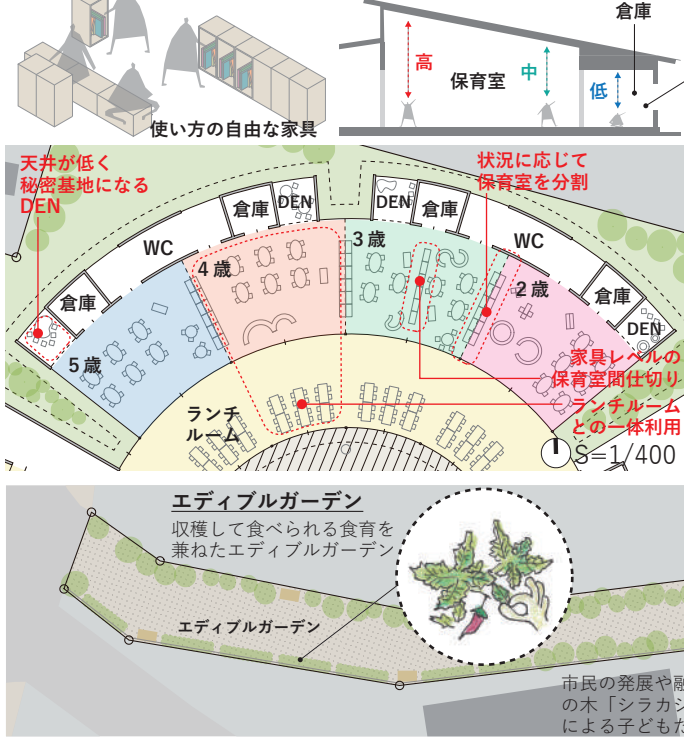 倉庫
高
保育室
中
低
使い方の自由な家具
天井が低く
秘密基地になる
DEN
状況に応じて
保育室を分割
倉庫
DEN
DEN
倉庫
WC
4歳
3歳
WC
倉庫
2歳
倉庫
DEN
5歳
家具レベルの
保育室間仕切り
ランチ
ルーム
ランチルーム
との一体利用
S=1/400
エディブルガーデン
収穫して食べられる食育を
兼ねたエディブルガーデン
エディブルガーデン
市民の発展や融
の木「シラカシ
による子どもた